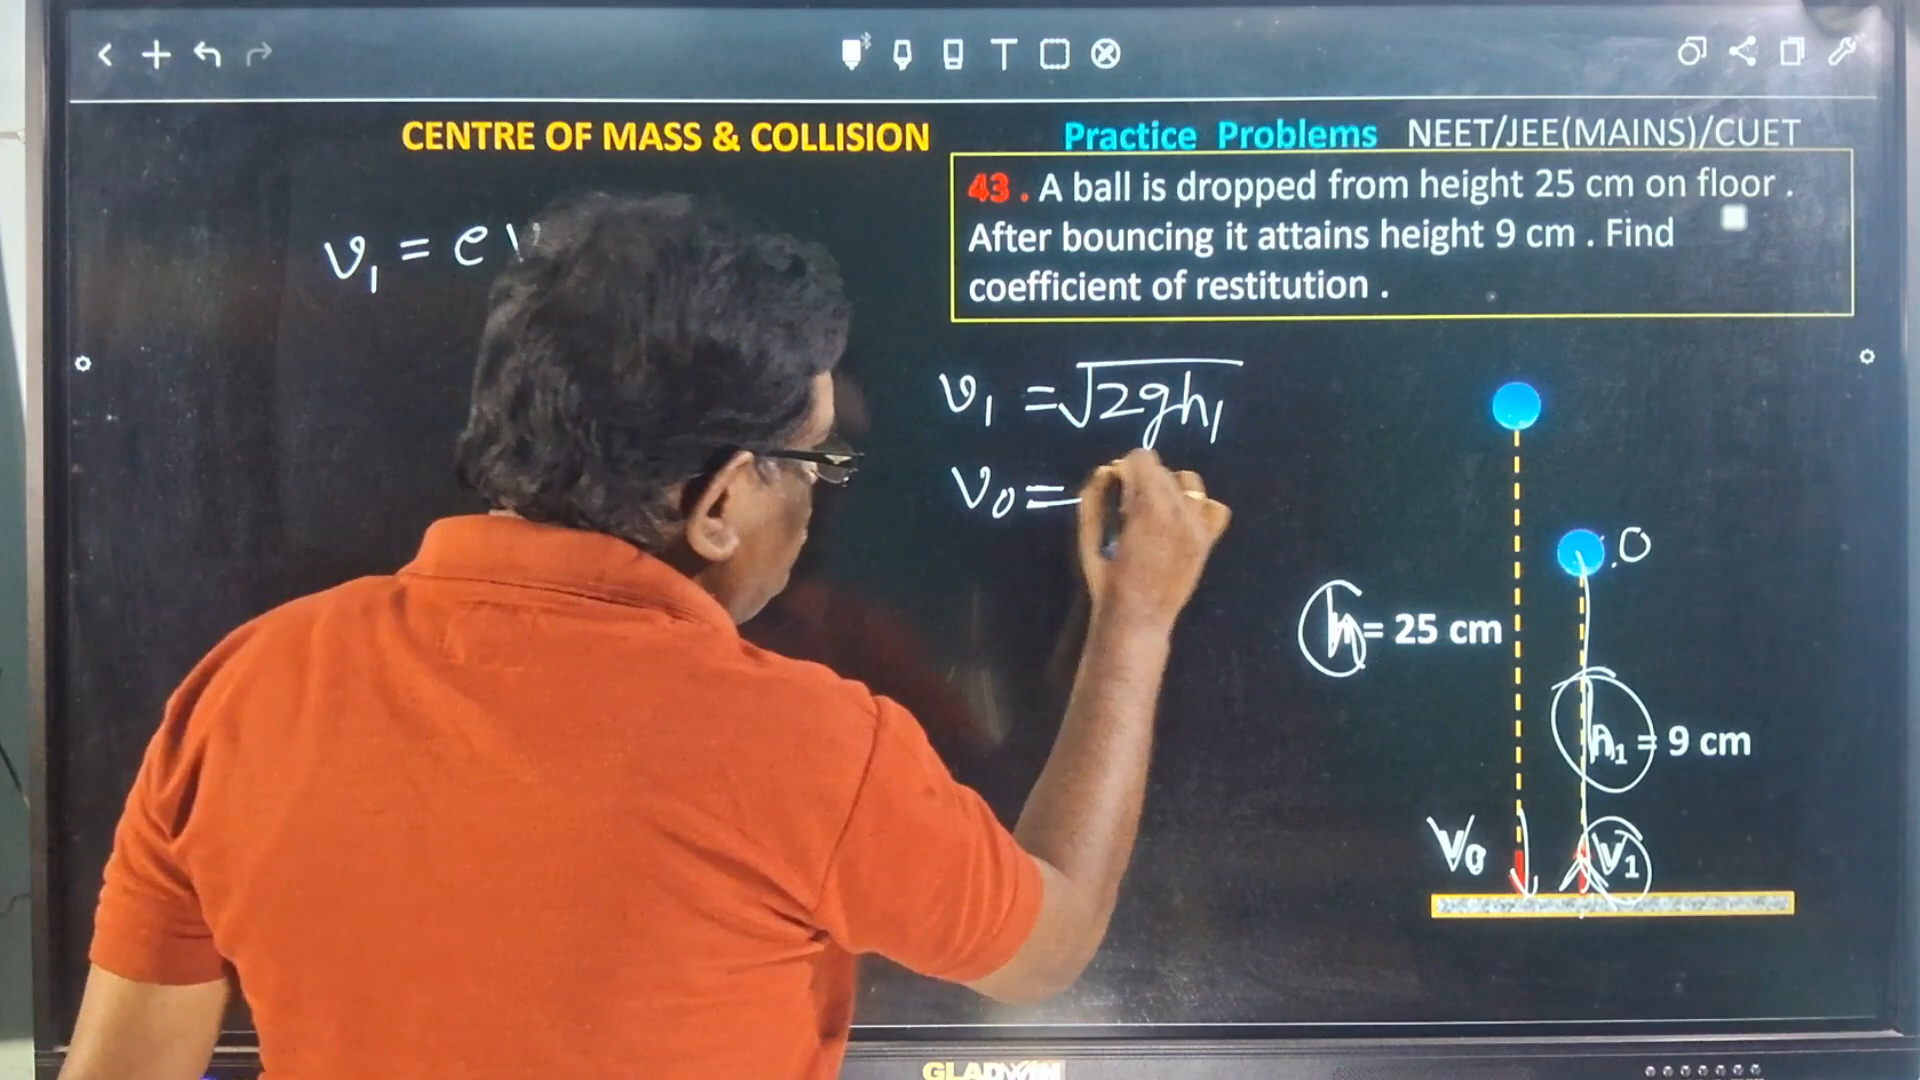 CENTRE OF MASS & COLLISION
Practice Problems NEET/JEE(MAINS)/CUET
43 . A ball is dropped from height 25 cm on floor .
After bouncing it attains height 9 cm . Find
coefficient of restitution .
v₁ = e v
v₁ = √2gh₁
v₀ =
O
h = 25 cm
h₁ = 9 cm
V₀
V₁
GLADWIN